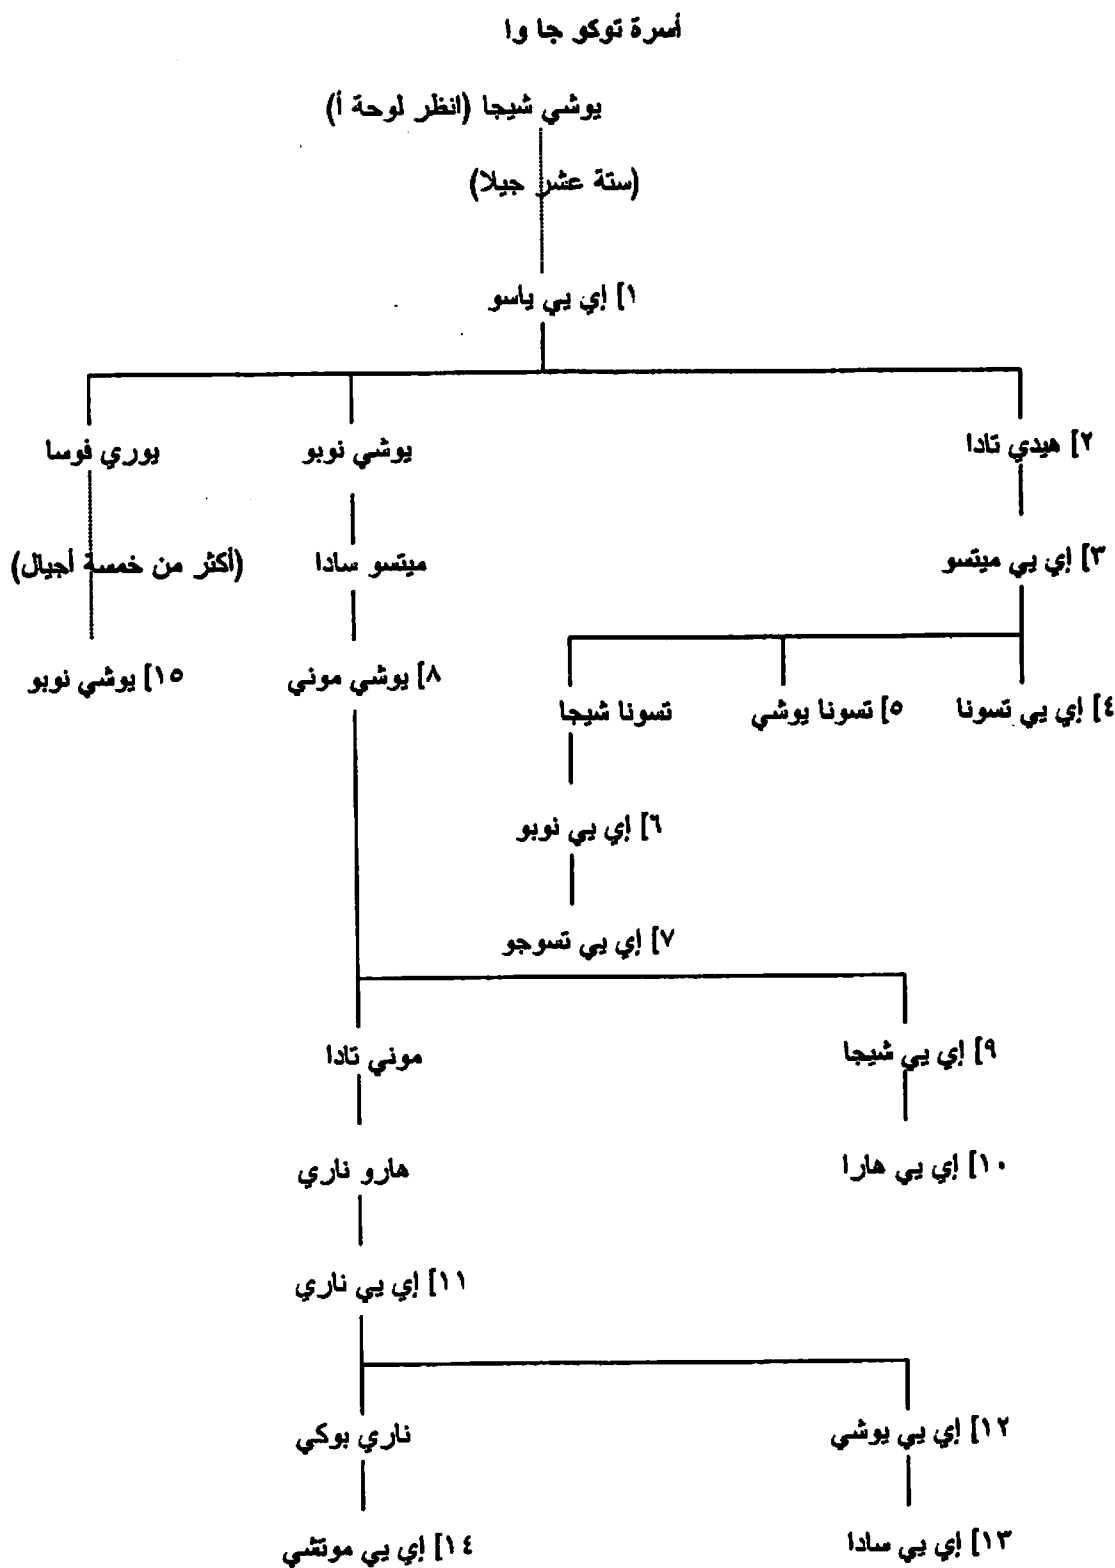 أسرة توكو جا وا
يوشي شيجا (انظر لوحة أ)
(ستة عشر جيلا)
١] إي يي ياسو
٢] هيدي تادا
يوشي نوبو
يوري فوسا
٣] إي يي ميتسو
ميتسو سادا
(أكثر من خمسة أجيال)
٤] إي يي تسونا
٥] تسونا يوشي
تسونا شيجا
٨] يوشي موني
١٥] يوشي نوبو
٦] إي يي نوبو
٧] إي يي تسوجو
٩] إي يي شيجا
موني تادا
١٠] إي يي هارا
هارو ناري
١١] إي يي ناري
١٢] إي يي يوشي
ناري بوكي
١٣] إي يي سادا
١٤] إي يي موتشي